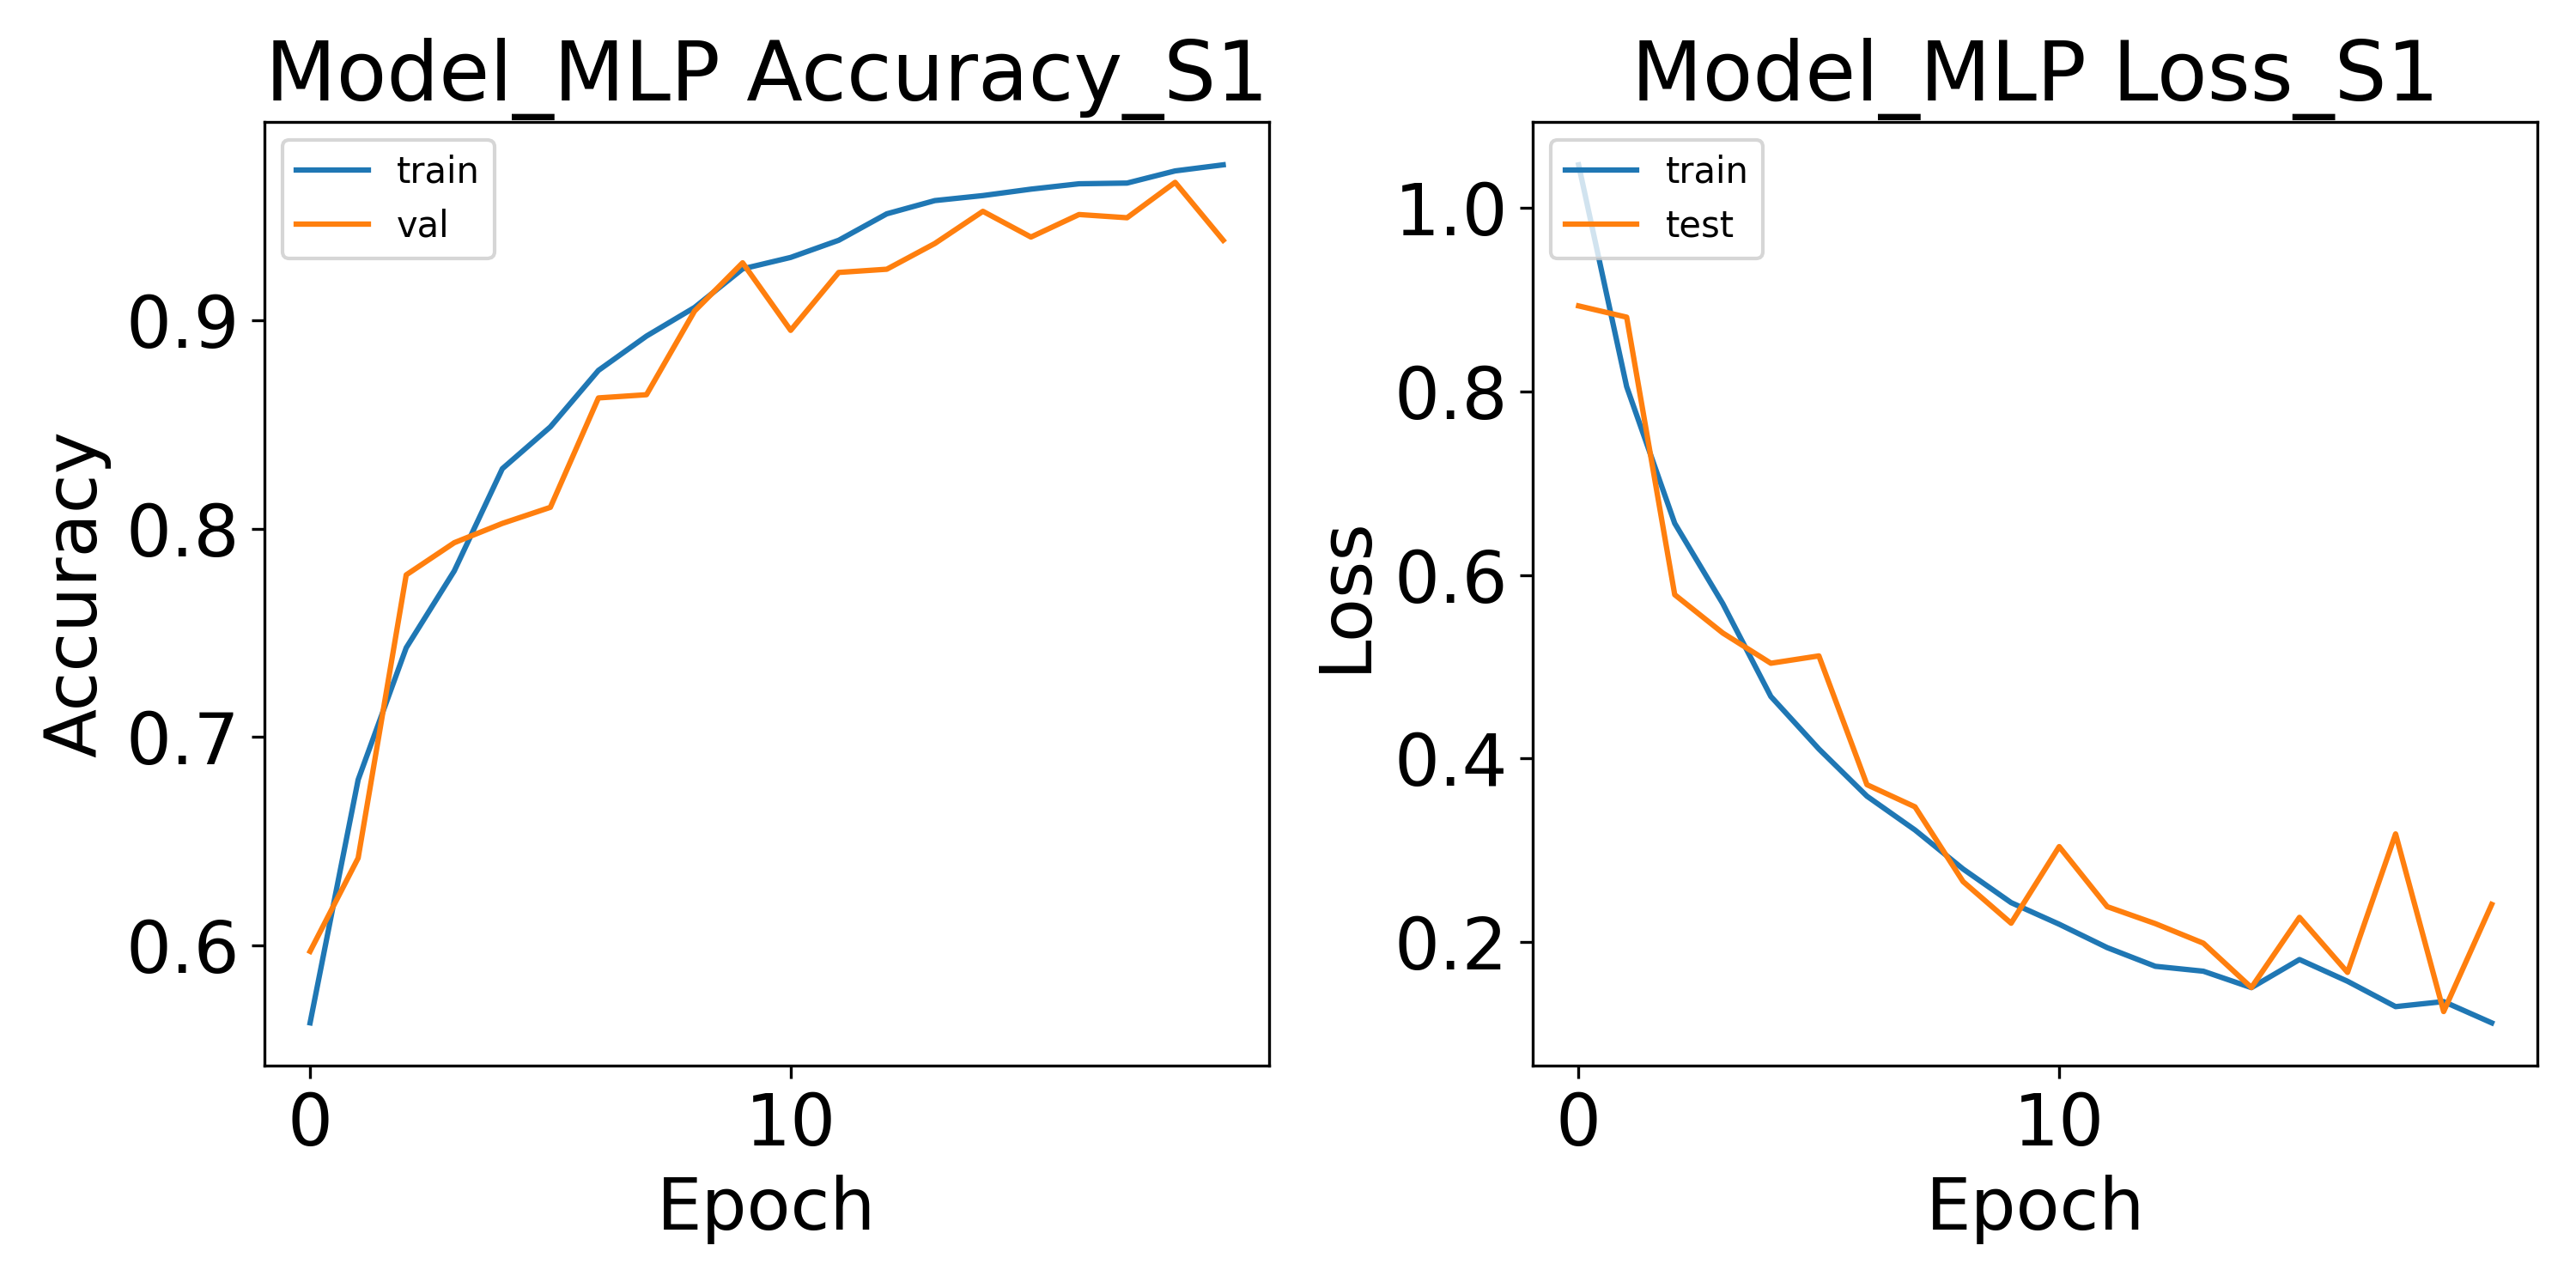 Model_MLP Accuracy_S1
train
val
Accuracy
0.9
0.8
0.7
0.6
0
10
Epoch
Model_MLP Loss_S1
train
test
Loss
1.0
0.8
0.6
0.4
0.2
0
10
Epoch